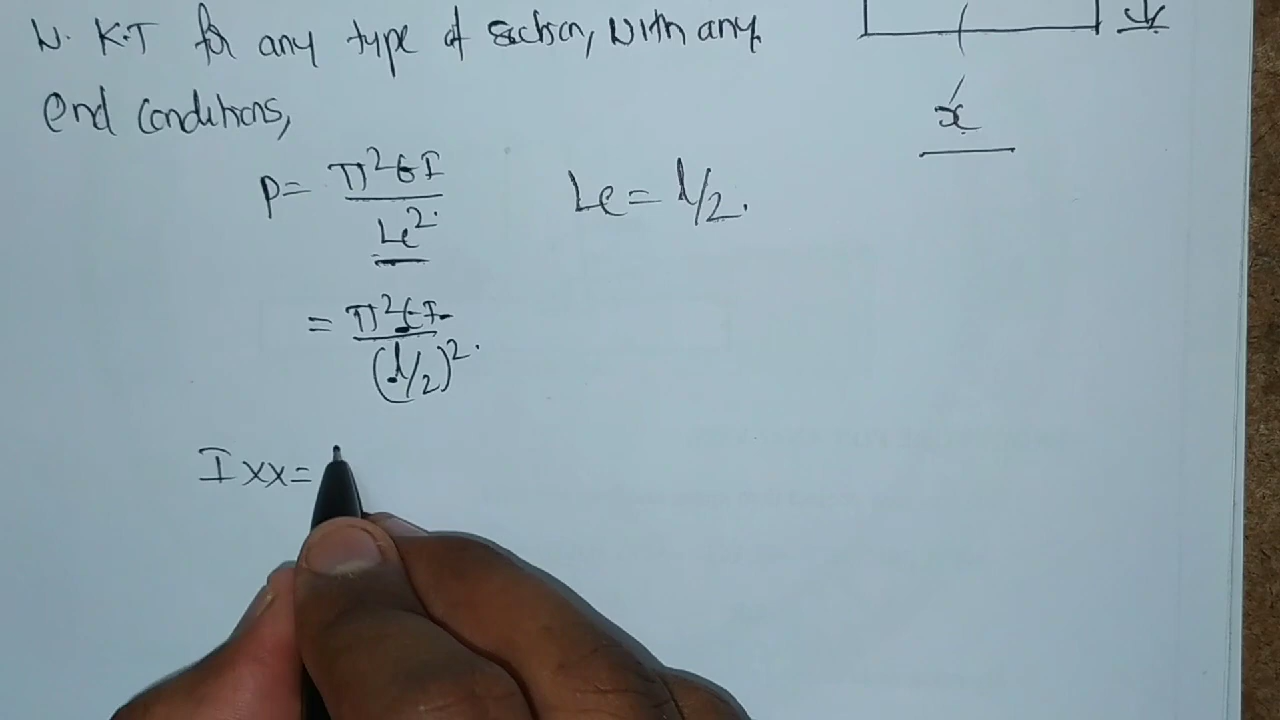 W.K.T for any type of section, with any
end conditions,
P = π²EI / Le²
Le = l/2.
= π²EI / (l/2)²
x
Ixx =